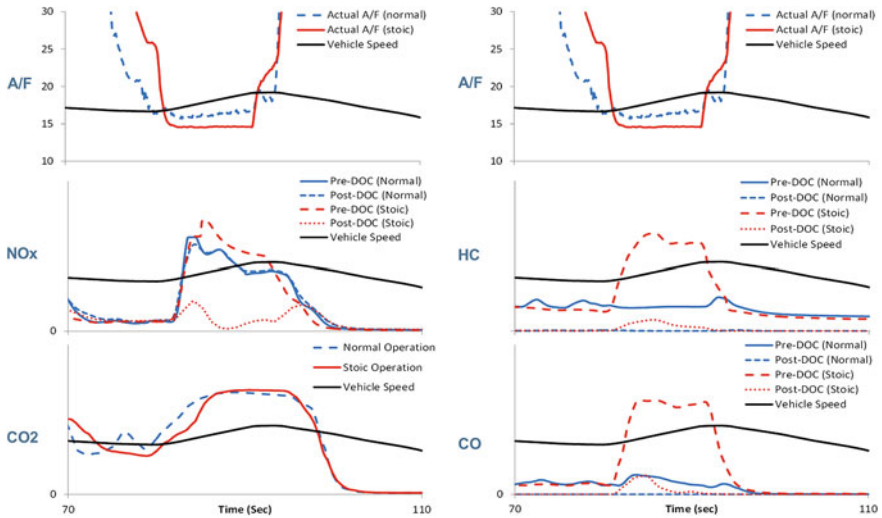 A/F
30
25
20
15
10
Actual A/F (normal)
Actual A/F (stoic)
Vehicle Speed
A/F
30
25
20
15
10
Actual A/F (normal)
Actual A/F (stoic)
Vehicle Speed
NOx
0
Pre-DOC (Normal)
Post-DOC (Normal)
Pre-DOC (Stoic)
Post-DOC (Stoic)
Vehicle Speed
HC
0
Pre-DOC (Normal)
Post-DOC (Normal)
Pre-DOC (Stoic)
Post-DOC (Stoic)
Vehicle Speed
CO2
0
Normal Operation
Stoic Operation
Vehicle Speed
70
Time (Sec)
110
CO
0
Pre-DOC (Normal)
Post-DOC (Normal)
Pre-DOC (Stoic)
Post-DOC (Stoic)
Vehicle Speed
70
Time (Sec)
110